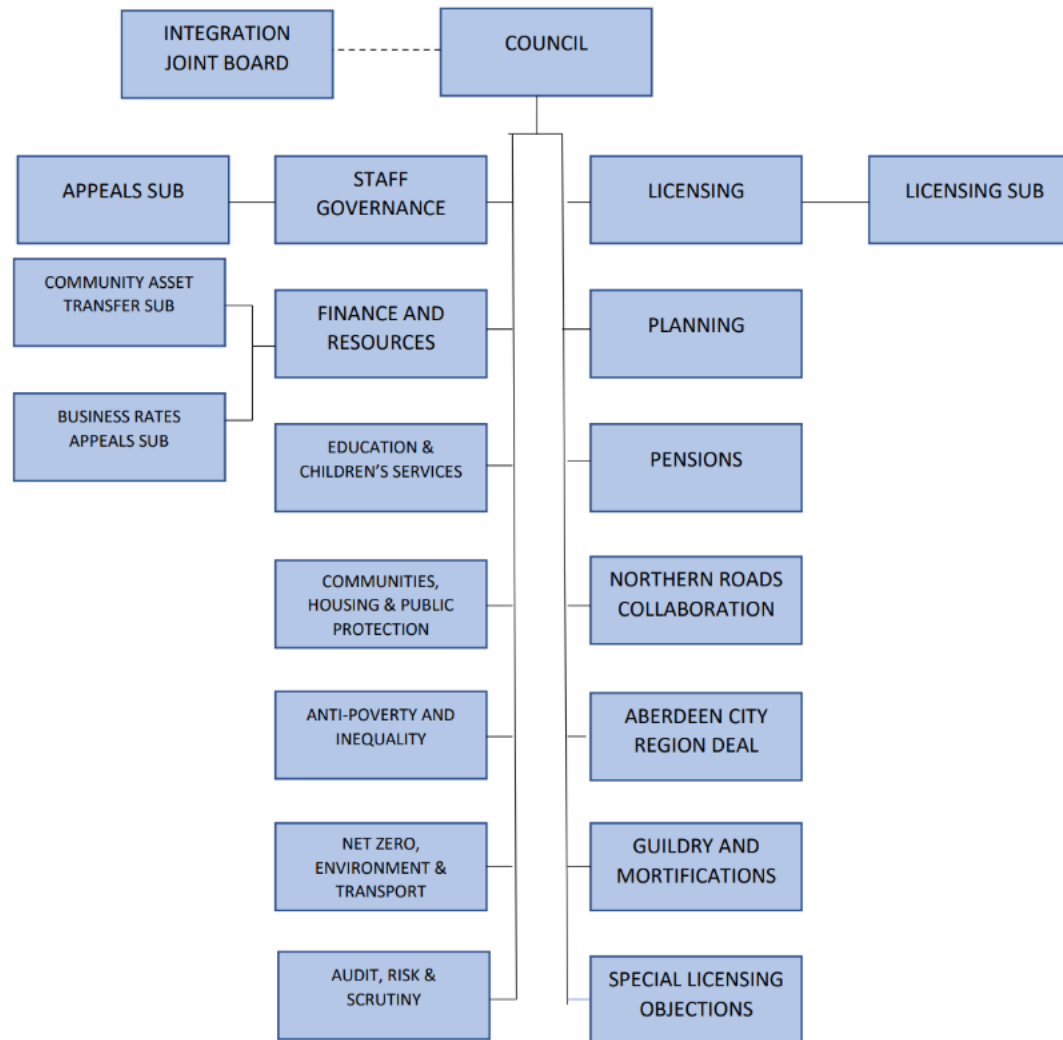 INTEGRATION
JOINT BOARD
COUNCIL
APPEALS SUB
STAFF
GOVERNANCE
LICENSING
LICENSING SUB
COMMUNITY ASSET
TRANSFER SUB
FINANCE AND
RESOURCES
PLANNING
BUSINESS RATES
APPEALS SUB
EDUCATION &
CHILDREN’S SERVICES
PENSIONS
COMMUNITIES,
HOUSING & PUBLIC
PROTECTION
NORTHERN ROADS
COLLABORATION
ANTI-POVERTY AND
INEQUALITY
ABERDEEN CITY
REGION DEAL
NET ZERO,
ENVIRONMENT &
TRANSPORT
GUILDRY AND
MORTIFICATIONS
AUDIT, RISK &
SCRUTINY
SPECIAL LICENSING
OBJECTIONS